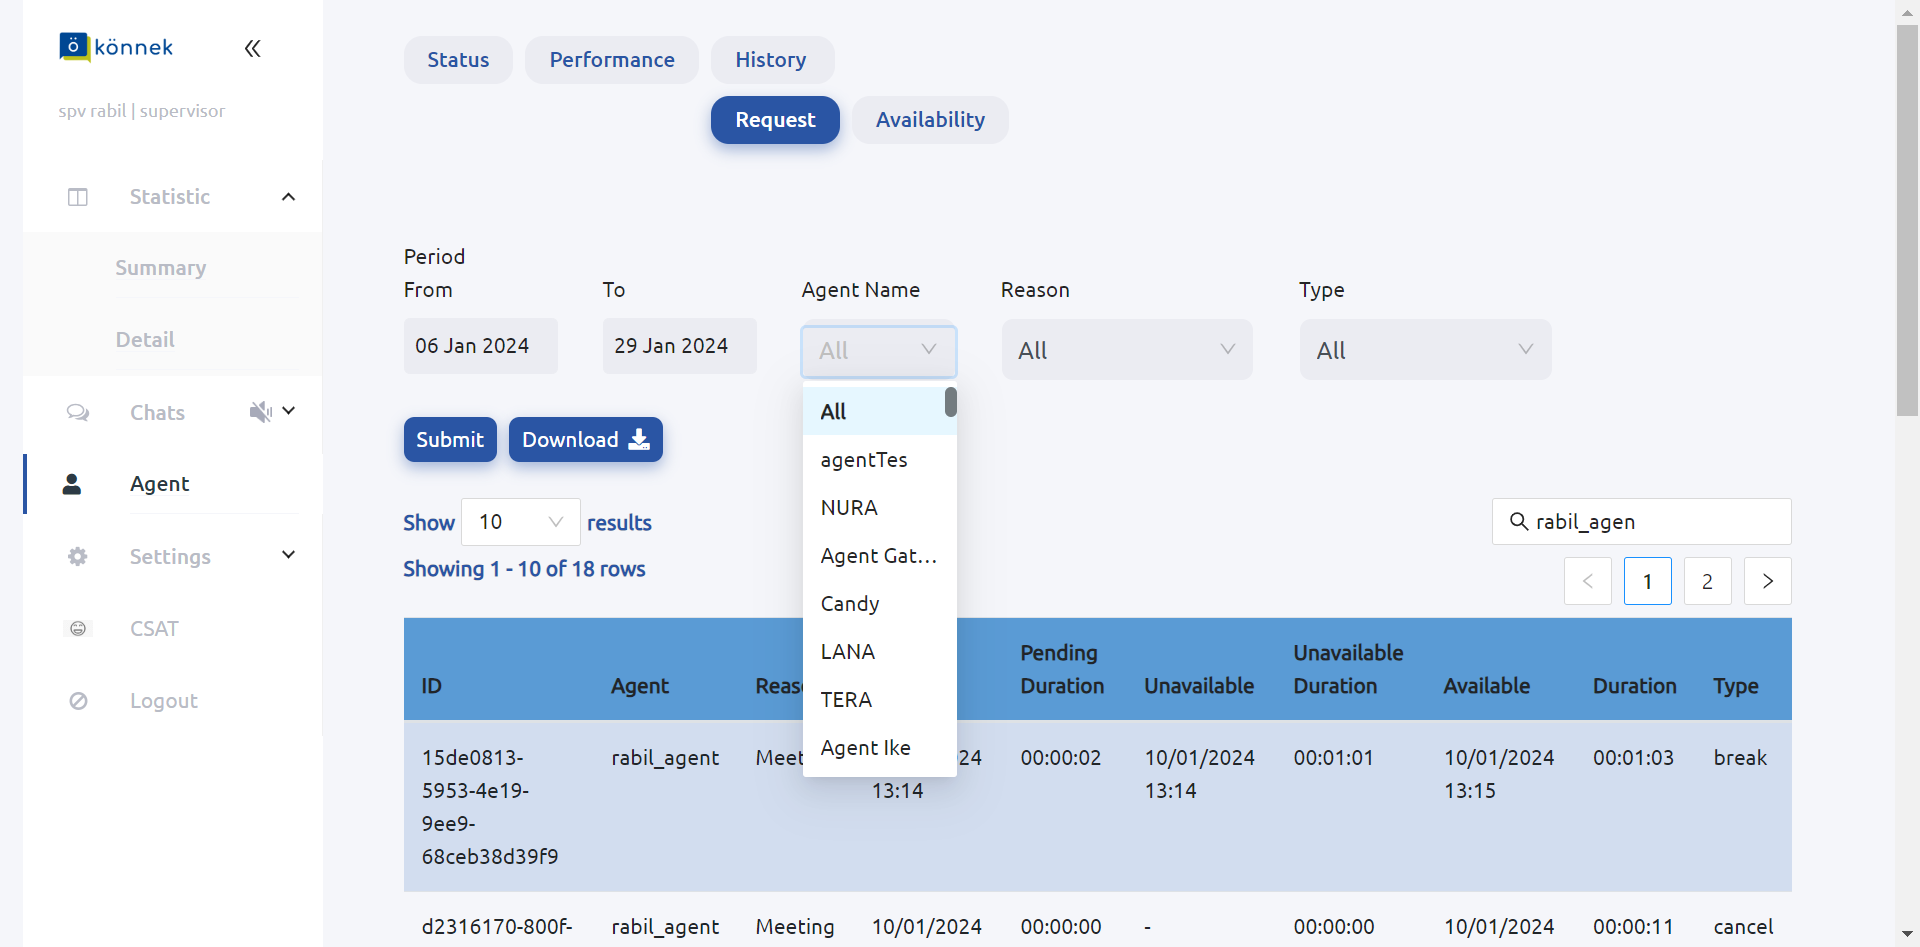 ö könnek
spv rabil | supervisor
Statistic
Summary
Detail
Chats
Agent
Settings
CSAT
Logout
Status Performance History
Request Availability
Period
From To Agent Name Reason Type
06 Jan 2024 29 Jan 2024 All All All
All
agentTes
NURA
Agent Gat...
Candy
LANA
TERA
Agent Ike
Submit Download
Show 10 results
Showing 1 - 10 of 18 rows
rabil_agen
< 1 2 >
Pending Unavailable
ID Agent Duration Unavailable Duration Available Duration Type
15de0813- rabil_agent 24 00:00:02 10/01/2024 00:01:01 10/01/2024 00:01:03 break
5953-4e19- 13:14 13:14 13:15
9ee9-
68ceb38d39f9
d2316170-800f- rabil_agent Meeting 10/01/2024 00:00:00 - 00:00:00 10/01/2024 00:00:11 cancel